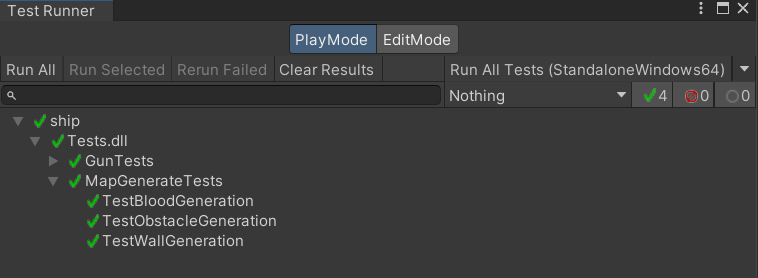 Test Runner
PlayMode EditMode
Run All Run Selected Rerun Failed Clear Results Run All Tests (StandaloneWindows64)
Nothing 4 0 0
ship
Tests.dll
GunTests
MapGenerateTests
TestBloodGeneration
TestObstacleGeneration
TestWallGeneration